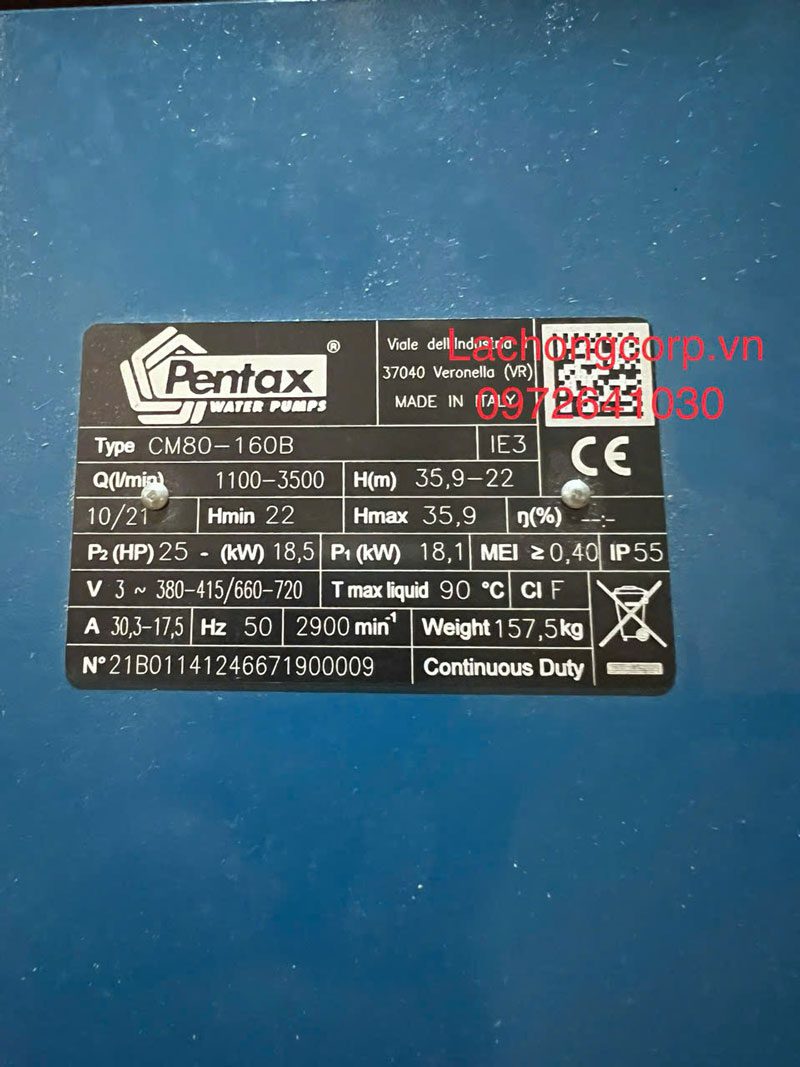 Pentax ®
WATER PUMPS
Viale dell'Industria
37040 Veronella (VR)
MADE IN ITALY
Lachongcorp.vn
0972641030
Type CM80-160B IE3
CE
Q(l/min) 1100-3500 H(m) 35,9-22
10/21 Hmin 22 Hmax 35,9 η(%) --:-
P₂ (HP) 25 - (kW) 18,5 P₁ (kW) 18,1 MEI ≥ 0,40 IP 55
V 3 ~ 380-415/660-720 T max liquid 90 °C Cl F
A 30,3-17,5 Hz 50 2900 min⁻¹ Weight 157,5 kg
N° 21B01141246671900009 Continuous Duty